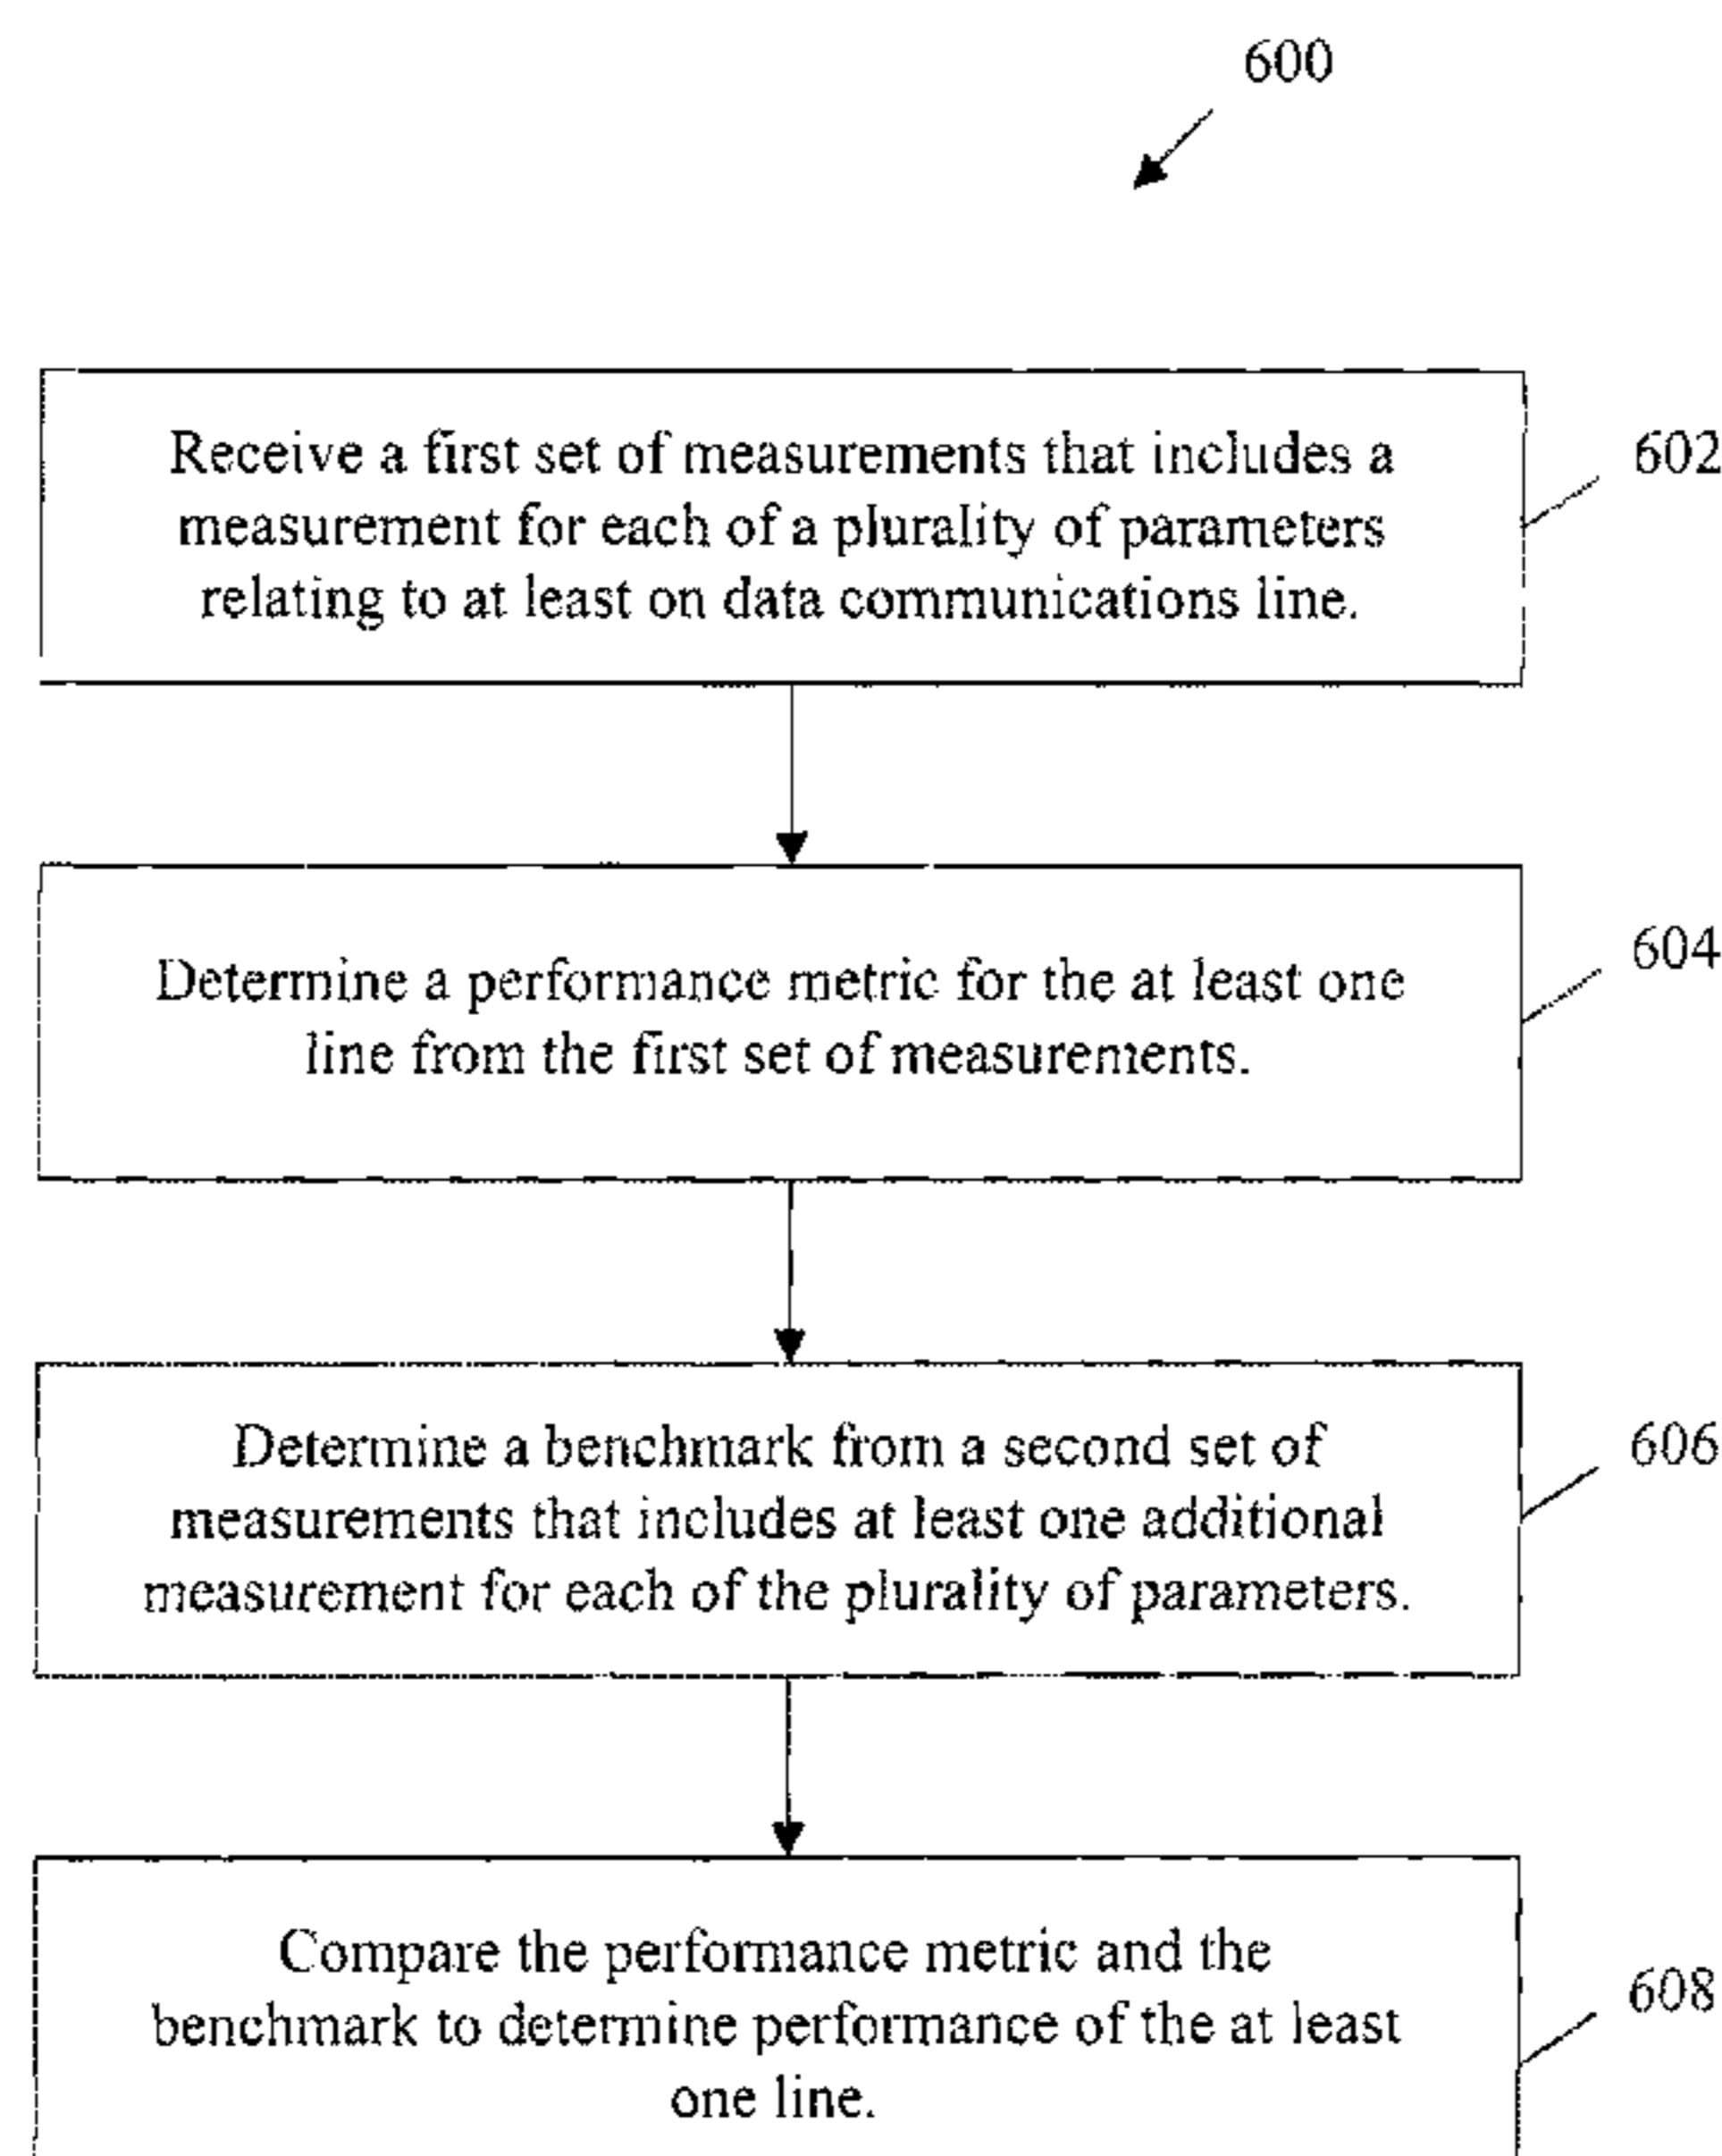 600
Receive a first set of measurements that includes a
measurement for each of a plurality of parameters
relating to at least on data communications line.
602
Determine a performance metric for the at least one
line from the first set of measurements.
604
Determine a benchmark from a second set of
measurements that includes at least one additional
measurement for each of the plurality of parameters.
606
Compare the performance metric and the
benchmark to determine performance of the at least
one line.
608